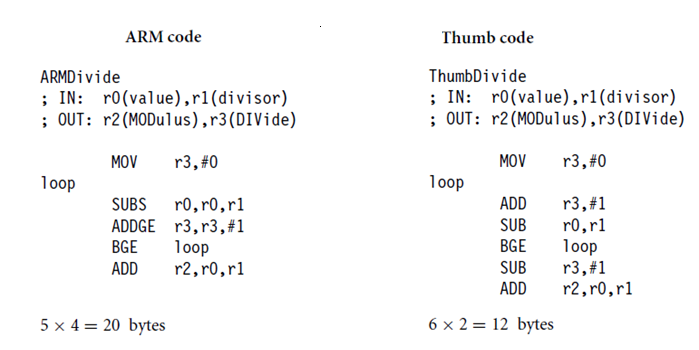 ARM code
ARMDivide
; IN: r0(value),r1(divisor)
; OUT: r2(MODulus),r3(DIVide)
MOV r3,#0
loop
SUBS r0,r0,r1
ADDGE r3,r3,#1
BGE loop
ADD r2,r0,r1
5 × 4 = 20 bytes
Thumb code
ThumbDivide
; IN: r0(value),r1(divisor)
; OUT: r2(MODulus),r3(DIVide)
MOV r3,#0
loop
ADD r3,#1
SUB r0,r1
BGE loop
SUB r3,#1
ADD r2,r0,r1
6 × 2 = 12 bytes